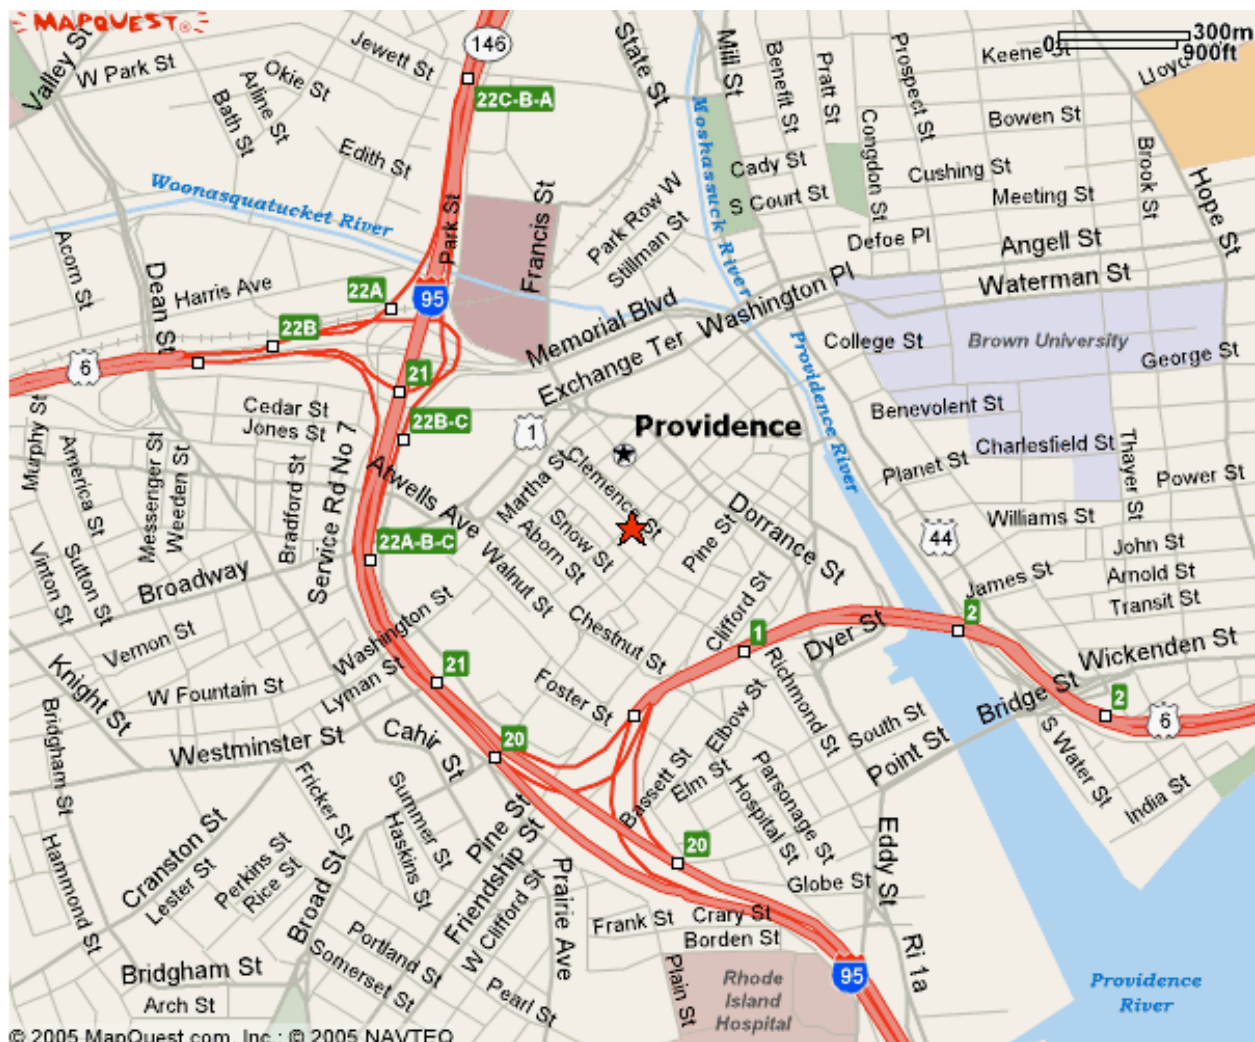 MAPQUEST®
Valley St
W Park St
Jewett St
Okie St
Arline St
Bath St
Edith St
146
22C-B-A
State St
Mill St
Benefit St
Pratt St
Prospect St
Congdon St
Keene St
300m
0
900ft
Bowen St
Cady St
Court St
S
Cushing St
Meeting St
Brook St
Hope St
Defoe Pl
Angell St
Waterman St
Woonasquatucket River
Moshassuck River
Park St
Francis St
Park Row W
Stillman St
Acorn St
Dean St
Harris Ave
22A
22B
95
6
21
22B-C
Memorial Blvd
Washington Pl
Exchange Ter
Providence River
College St
Brown University
George St
Benevolent St
Charlesfield St
Thayer St
Planet St
Power St
Cedar St
Jones St
1
Providence
Murphy St
America St
Messenger St
Weeden St
Bradford St
Service Rd No 7
Atwells Ave
Martha S
Clemence St
Snow St
Aborn St
Pine St
Dorrance St
Williams St
44
John St
22A-B-C
Vinton St
Sutton St
Broadway
Walnut St
James St
Arnold St
Transit St
Vernon St
Washington St
Chestnut St
Clifford St
1
Dyer St
2
Wickenden St
Knight St
W Fountain St
Lyman St
21
Foster St
Richmond St
Elbow St
Bridge St
2
6
Bridgham St
Westminster St
Cahir St
20
South St
Point St
S Water St
India St
Bassett St
Elm St
Hospital St
Parsonage St
Fricker St
Summer St
Haskins St
Pine St
Friendship St
20
Eddy St
Cranston St
Lester St
Perkins St
Rice St
Broad St
Hammond St
W Clifford St
Prairie Ave
Globe St
Frank St
Crary St
Borden St
Ri 1a
Bridgham St
Portland St
Somerset St
Pearl St
Plain St
Rhode
Island
Hospital
95
Providence
River
Arch St
© 2005 MapQuest.com, Inc.; © 2005 NAVTEQ